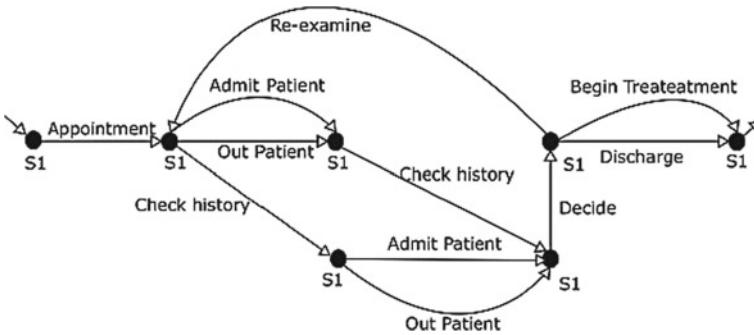 Re-examine
Admit Patient
Begin Treateatment
Appointment
S1
S1
Out Patient
S1
S1
Discharge
S1
Check history
Check history
Decide
Admit Patient
S1
S1
Out Patient